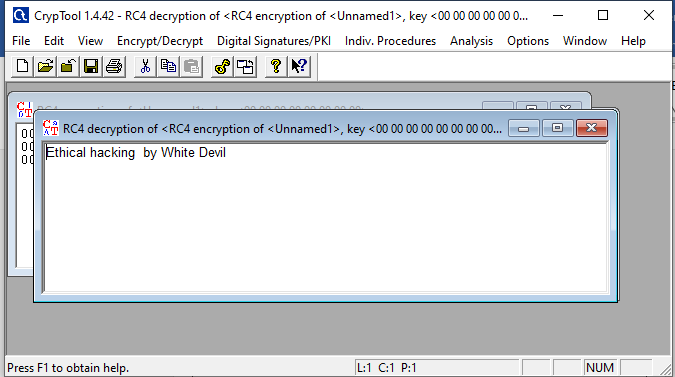 CrypTool 1.4.42 - RC4 decryption of <RC4 encryption of <Unnamed1>, key <00 00 00 00 00 0...
File Edit View Encrypt/Decrypt Digital Signatures/PKI Indiv. Procedures Analysis Options Window Help
RC4 decryption of <RC4 encryption of <Unnamed1>, key <00 00 00 00 00 00 00 00...
Ethical hacking  by White Devil
00
00
00
Press F1 to obtain help.
L:1 C:1 P:1
NUM